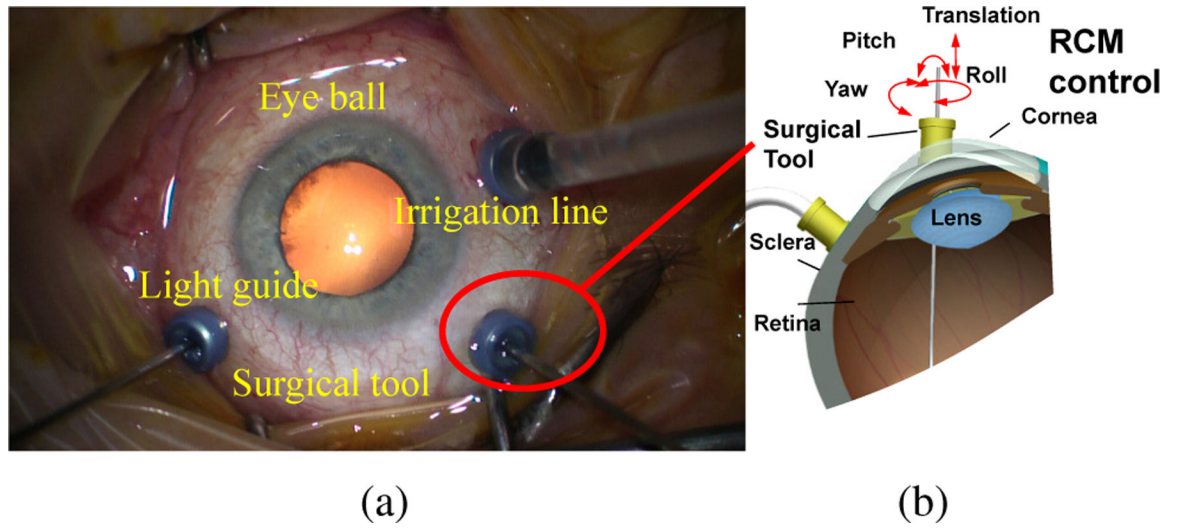 Eye ball
Irrigation line
Light guide
Surgical tool
(a)
Translation
Pitch
RCM
control
Roll
Yaw
Cornea
Surgical
Tool
Lens
Sclera
Retina
(b)